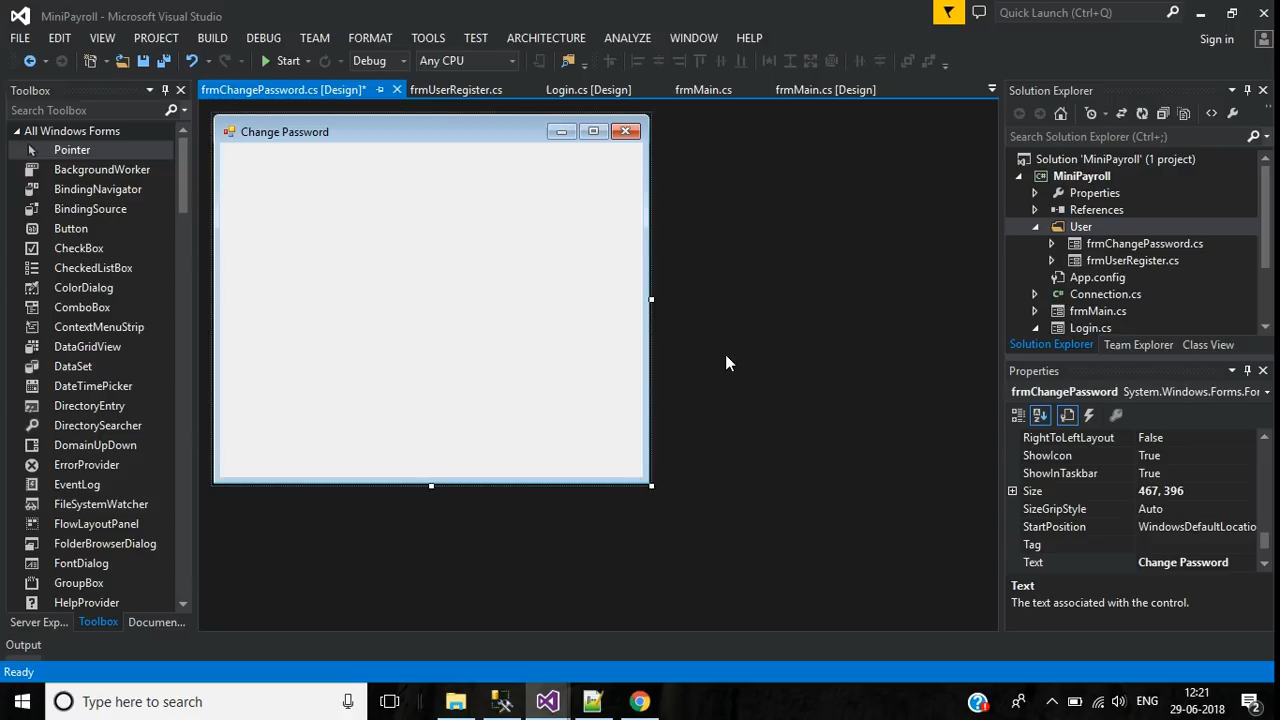 MiniPayroll - Microsoft Visual Studio
Quick Launch (Ctrl+Q)
FILE EDIT VIEW PROJECT BUILD DEBUG TEAM FORMAT TOOLS TEST ARCHITECTURE ANALYZE WINDOW HELP
Sign in
Start Debug Any CPU
Toolbox
Search Toolbox
All Windows Forms
Pointer
BackgroundWorker
BindingNavigator
BindingSource
Button
CheckBox
CheckedListBox
ColorDialog
ComboBox
ContextMenuStrip
DataGridView
DataSet
DateTimePicker
DirectoryEntry
DirectorySearcher
DomainUpDown
ErrorProvider
EventLog
FileSystemWatcher
FlowLayoutPanel
FolderBrowserDialog
FontDialog
GroupBox
HelpProvider
Server Exp... Toolbox Documen...
frmChangePassword.cs [Design]* frmUserRegister.cs Login.cs [Design] frmMain.cs frmMain.cs [Design]
Change Password
Solution Explorer
Search Solution Explorer (Ctrl+;)
Solution 'MiniPayroll' (1 project)
MiniPayroll
Properties
References
User
frmChangePassword.cs
frmUserRegister.cs
App.config
Connection.cs
frmMain.cs
Login.cs
Solution Explorer Team Explorer Class View
Properties
frmChangePassword System.Windows.Forms.For
RightToLeftLayout False
ShowIcon True
ShowInTaskbar True
Size 467, 396
SizeGripStyle Auto
StartPosition WindowsDefaultLocatio
Tag
Text Change Password
Text
The text associated with the control.
Output
Ready
Type here to search
ENG
12:21
29-06-2018
2